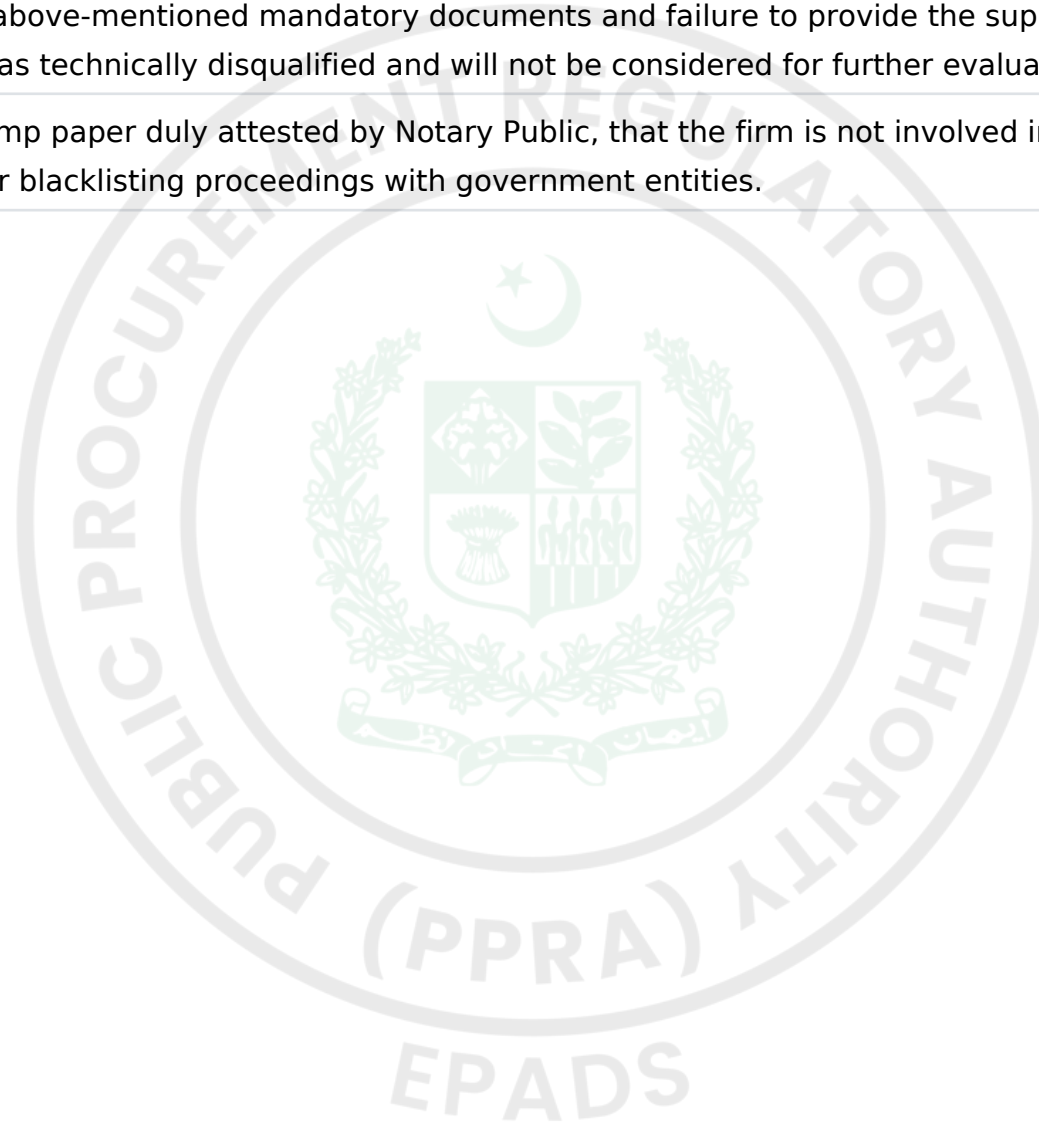 above-mentioned mandatory documents and failure to provide the sup
as technically disqualified and will not be considered for further evalua
mp paper duly attested by Notary Public, that the firm is not involved in
r blacklisting proceedings with government entities.
PUBLIC PROCUREMENT REGULATORY AUTHORITY
(PPRA)
EPADS